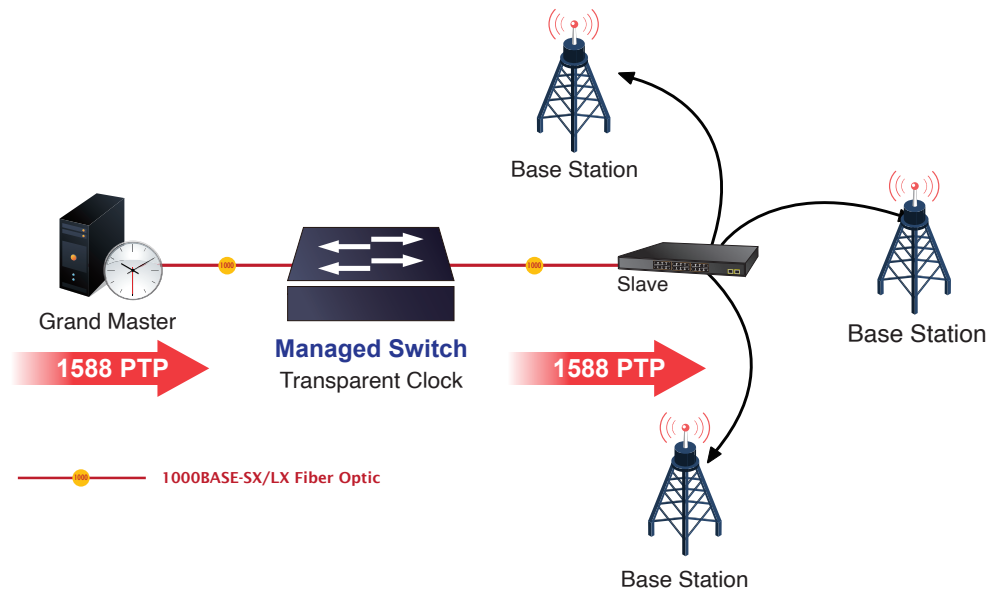 Base Station
Base Station
Grand Master
1000
Managed Switch
Transparent Clock
1000
Slave
1588 PTP
1588 PTP
1000
1000BASE-SX/LX Fiber Optic
Base Station